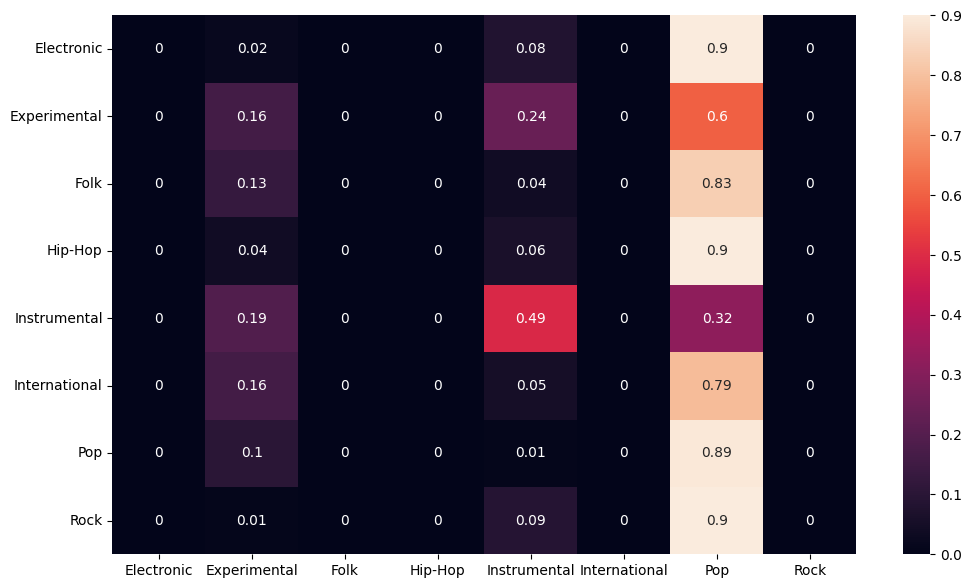 0.9
Electronic 0 0.02 0 0 0.08 0 0.9 0
0.8
Experimental 0 0.16 0 0 0.24 0 0.6 0
0.7
Folk 0 0.13 0 0 0.04 0 0.83 0
0.6
Hip-Hop 0 0.04 0 0 0.06 0 0.9 0
0.5
0.4
Instrumental 0 0.19 0 0 0.49 0 0.32 0
0.3
International 0 0.16 0 0 0.05 0 0.79 0
0.2
Pop 0 0.1 0 0 0.01 0 0.89 0
0.1
Rock 0 0.01 0 0 0.09 0 0.9 0
0.0
Electronic Experimental Folk Hip-Hop Instrumental International Pop Rock